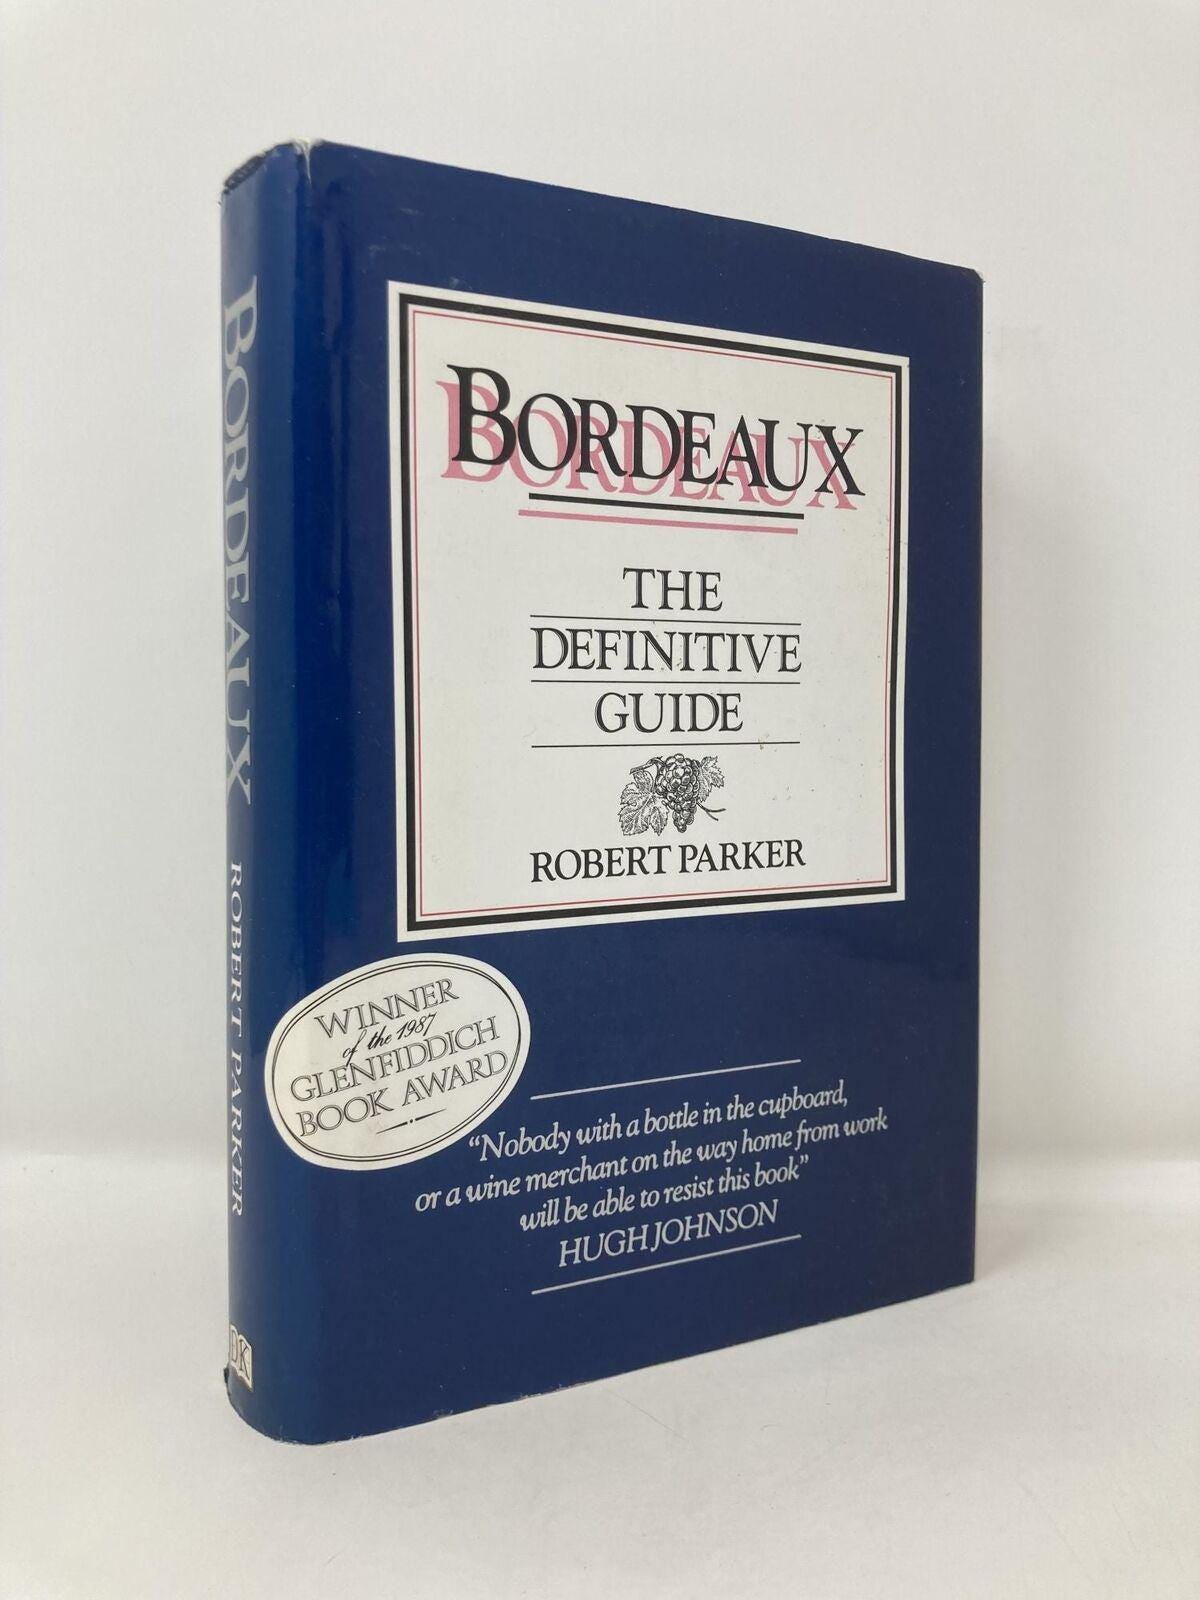 BORDEAUX
ROBERT PARKER
DK
BORDEAUX
THE
DEFINITIVE
GUIDE
ROBERT PARKER
WINNER
of the 1987
GLENFIDDICH
BOOK AWARD
"Nobody with a bottle in the cupboard,
or a wine merchant on the way home from work
will be able to resist this book"
HUGH JOHNSON